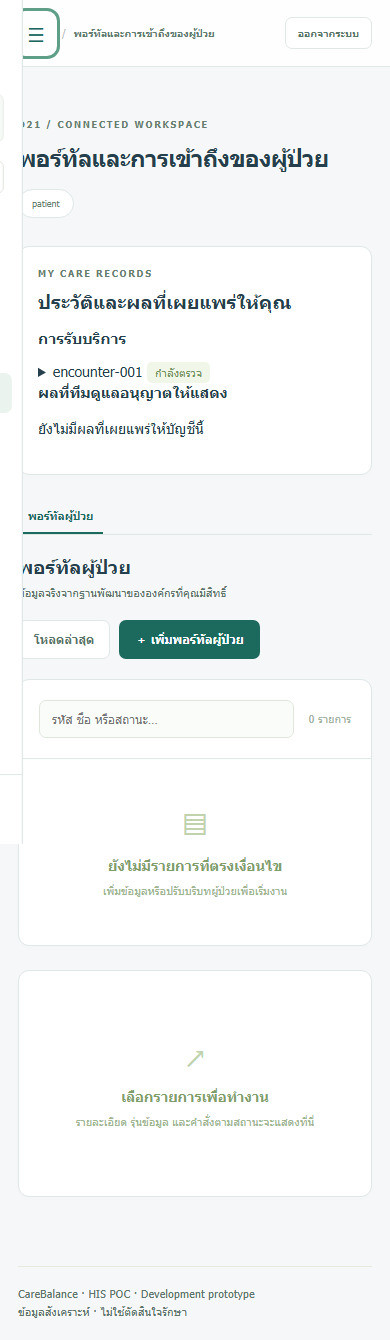 ☰ / พอร์ทัลและการเข้าถึงของผู้ป่วย ออกจากระบบ
021 / CONNECTED WORKSPACE
พอร์ทัลและการเข้าถึงของผู้ป่วย
patient
MY CARE RECORDS
ประวัติและผลที่เผยแพร่ให้คุณ
การรับบริการ
▶ encounter-001 กำลังตรวจ
ผลที่ทีมดูแลอนุญาตให้แสดง
ยังไม่มีผลที่เผยแพร่ให้บัญชีนี้
พอร์ทัลผู้ป่วย
พอร์ทัลผู้ป่วย
ข้อมูลจริงจากฐานพัฒนาขององค์กรที่คุณมีสิทธิ์
โหลดล่าสุด + เพิ่มพอร์ทัลผู้ป่วย
รหัส ชื่อ หรือสถานะ... 0 รายการ
ยังไม่มีรายการที่ตรงเงื่อนไข
เพิ่มข้อมูลหรือปรับบริบทผู้ป่วยเพื่อเริ่มงาน
เลือกรายการเพื่อทำงาน
รายละเอียด รุ่นข้อมูล และคำสั่งตามสถานะจะแสดงที่นี่
CareBalance · HIS POC · Development prototype
ข้อมูลสังเคราะห์ · ไม่ใช้ตัดสินใจรักษา